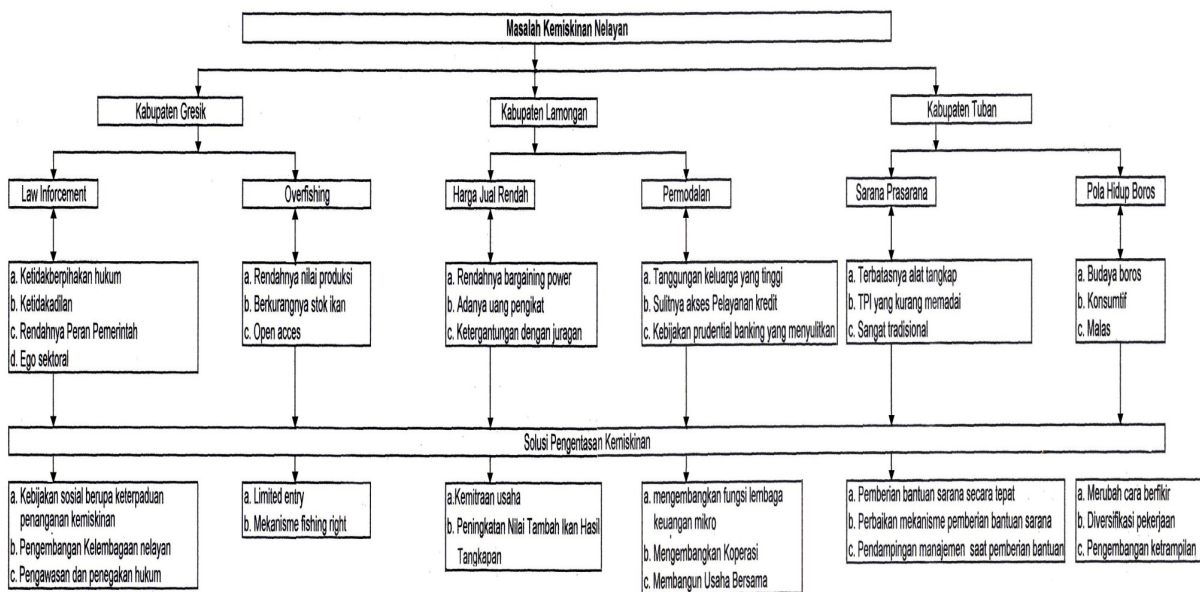 Masalah Kemiskinan Nelayan
Kabupaten Gresik
Kabupaten Lamongan
Kabupaten Tuban
Law Inforcement
Overfishing
Harga Jual Rendah
Permodalan
Sarana Prasarana
Pola Hidup Boros
a. Ketidakberpihakan hukum
b. Ketidakadilan
c. Rendahnya Peran Pemerintah
d. Ego sektoral
a. Rendahnya nilai produksi
b. Berkurangnya stok ikan
c. Open acces
a. Rendahnya bargaining power
b. Adanya uang pengikat
c. Ketergantungan dengan juragan
a. Tanggungan keluarga yang tinggi
b. Sulitnya akses Pelayanan kredit
c. Kebijakan prudential banking yang menyulitkan
a. Terbatasnya alat tangkap
b. TPI yang kurang memadai
c. Sangat tradisional
a. Budaya boros
b. Konsumtif
c. Malas
Solusi Pengentasan Kemiskinan
a. Kebijakan sosial berupa keterpaduan
penanganan kemiskinan
b. Pengembangan Kelembagaan nelayan
c. Pengawasan dan penegakan hukum
a. Limited entry
b. Mekanisme fishing right
a.Kemitraan usaha
b. Peningkatan Nilai Tambah Ikan Hasil
Tangkapan
a. mengembangkan fungsi lembaga
keuangan mikro
b. Mengembangkan Koperasi
c. Membangun Usaha Bersama
a. Pemberian bantuan sarana secara tepat
b. Perbaikan mekanisme pemberian bantuan sarana
c. Pendampingan manajemen saat pemberian bantuan
a. Merubah cara berfikir
b. Diversifikasi pekerjaan
c. Pengembangan ketrampilan